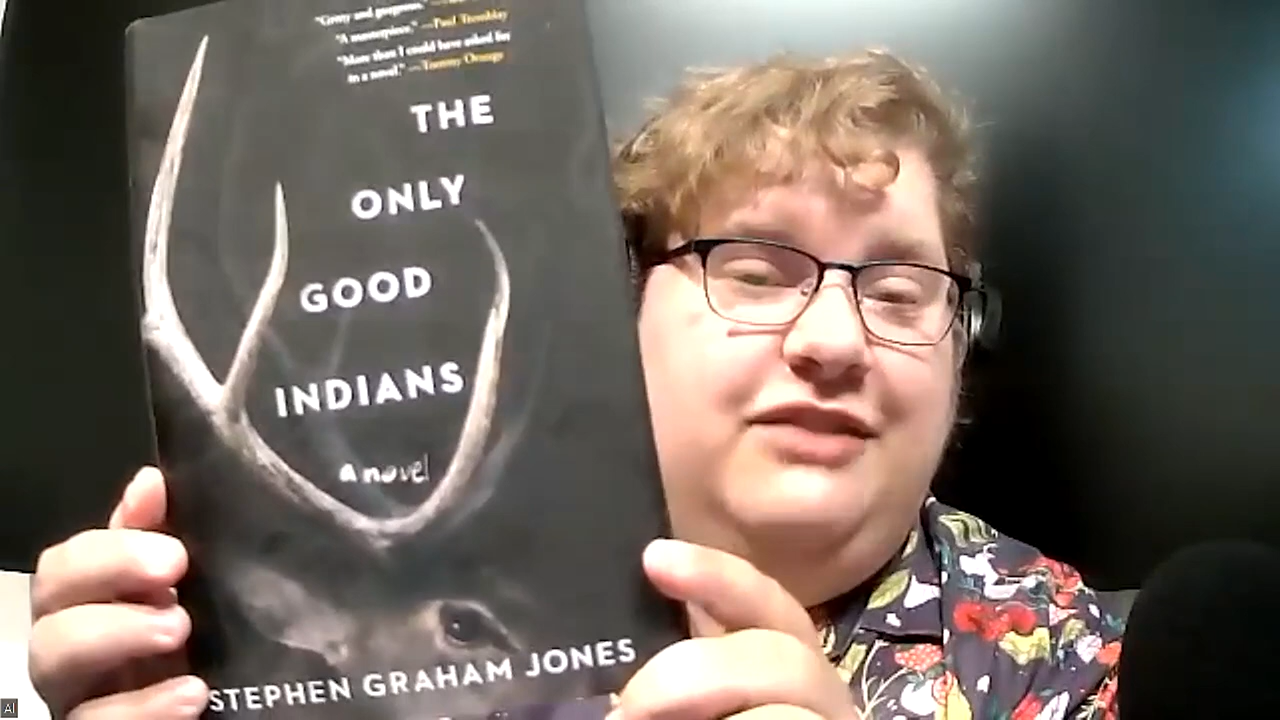 "Gritty and gorgeous."
"A masterpiece." —Paul Tremblay
"More than I could have asked for
in a novel." —Tommy Orange
THE
ONLY
GOOD
INDIANS
a novel
STEPHEN GRAHAM JONES
AI